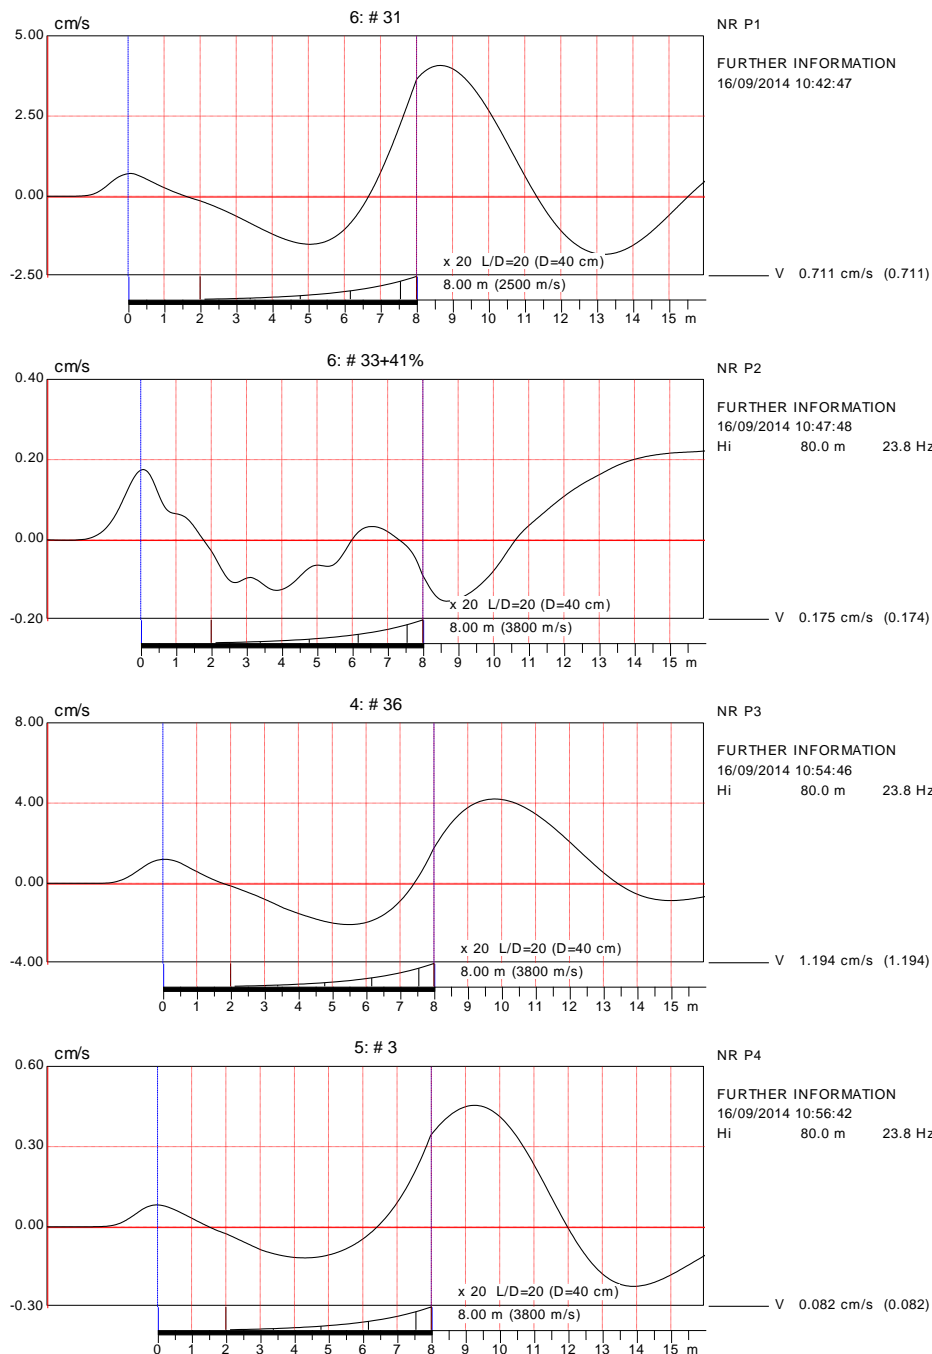 cm/s
6: # 31
NR P1
5.00
FURTHER INFORMATION
16/09/2014 10:42:47
2.50
0.00
x 20 L/D=20 (D=40 cm)
-2.50
8.00 m (2500 m/s)
V 0.711 cm/s (0.711)
0 1 2 3 4 5 6 7 8 9 10 11 12 13 14 15 m
cm/s
6: # 33+41%
NR P2
0.40
FURTHER INFORMATION
16/09/2014 10:47:48
Hi 80.0 m 23.8 Hz
0.20
0.00
x 20 L/D=20 (D=40 cm)
-0.20
8.00 m (3800 m/s)
V 0.175 cm/s (0.174)
0 1 2 3 4 5 6 7 8 9 10 11 12 13 14 15 m
cm/s
4: # 36
NR P3
8.00
FURTHER INFORMATION
16/09/2014 10:54:46
Hi 80.0 m 23.8 Hz
4.00
0.00
x 20 L/D=20 (D=40 cm)
-4.00
8.00 m (3800 m/s)
V 1.194 cm/s (1.194)
0 1 2 3 4 5 6 7 8 9 10 11 12 13 14 15 m
cm/s
5: # 3
NR P4
0.60
FURTHER INFORMATION
16/09/2014 10:56:42
Hi 80.0 m 23.8 Hz
0.30
0.00
x 20 L/D=20 (D=40 cm)
-0.30
8.00 m (3800 m/s)
V 0.082 cm/s (0.082)
0 1 2 3 4 5 6 7 8 9 10 11 12 13 14 15 m